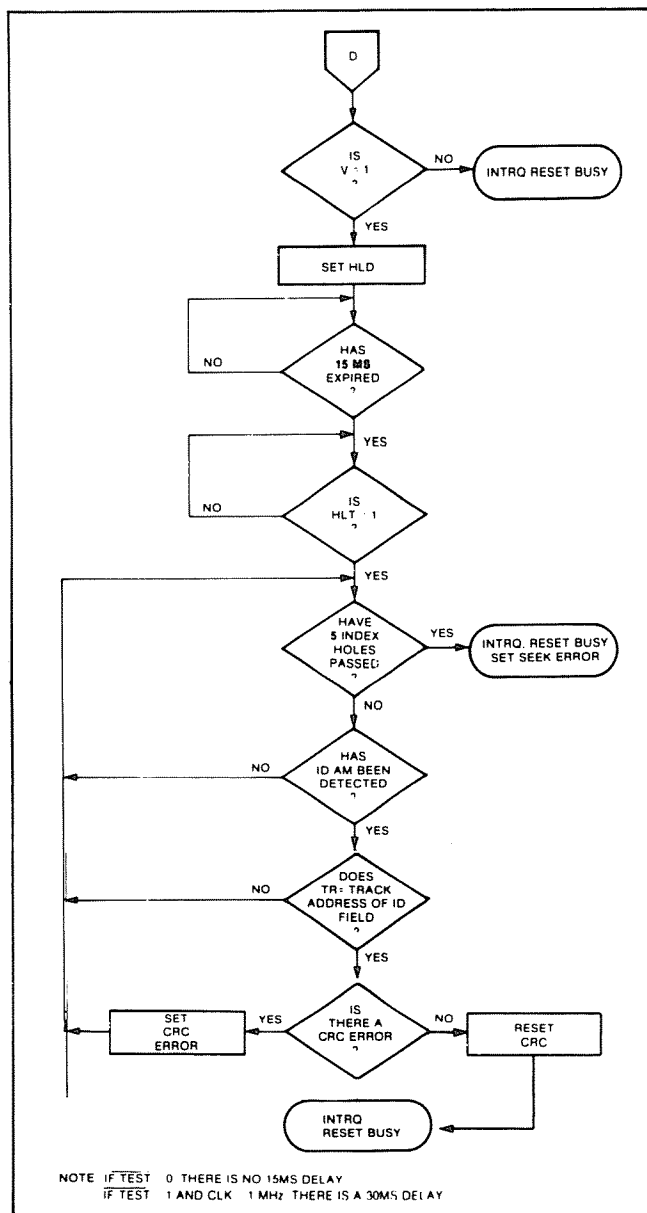 D
IS
V = 1
?
NO
INTRQ RESET BUSY
YES
SET HLD
HAS
15 MS
EXPIRED
?
NO
YES
IS
HLT = 1
?
NO
YES
HAVE
5 INDEX
HOLES
PASSED
?
YES
INTRQ. RESET BUSY
SET SEEK ERROR
NO
HAS
ID AM BEEN
DETECTED
?
NO
YES
DOES
TR= TRACK
ADDRESS OF ID
FIELD
?
NO
YES
IS
THERE A
CRC ERROR
?
YES
SET
CRC
ERROR
NO
RESET
CRC
INTRQ
RESET BUSY
NOTE IF TEST 0 THERE IS NO 15MS DELAY
IF TEST 1 AND CLK 1 MHz THERE IS A 30MS DELAY